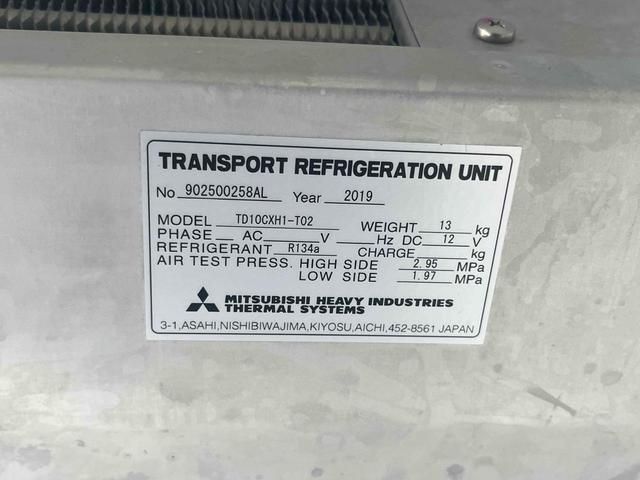 TRANSPORT REFRIGERATION UNIT
No 902500258AL Year 2019
MODEL TD10CXH1-T02 WEIGHT 13 kg
PHASE AC V Hz DC 12 V
REFRIGERANT R134a CHARGE kg
AIR TEST PRESS. HIGH SIDE 2.95 MPa
LOW SIDE 1.97 MPa
MITSUBISHI HEAVY INDUSTRIES
THERMAL SYSTEMS
3-1,ASAHI,NISHIBIWAJIMA,KIYOSU,AICHI,452-8561 JAPAN